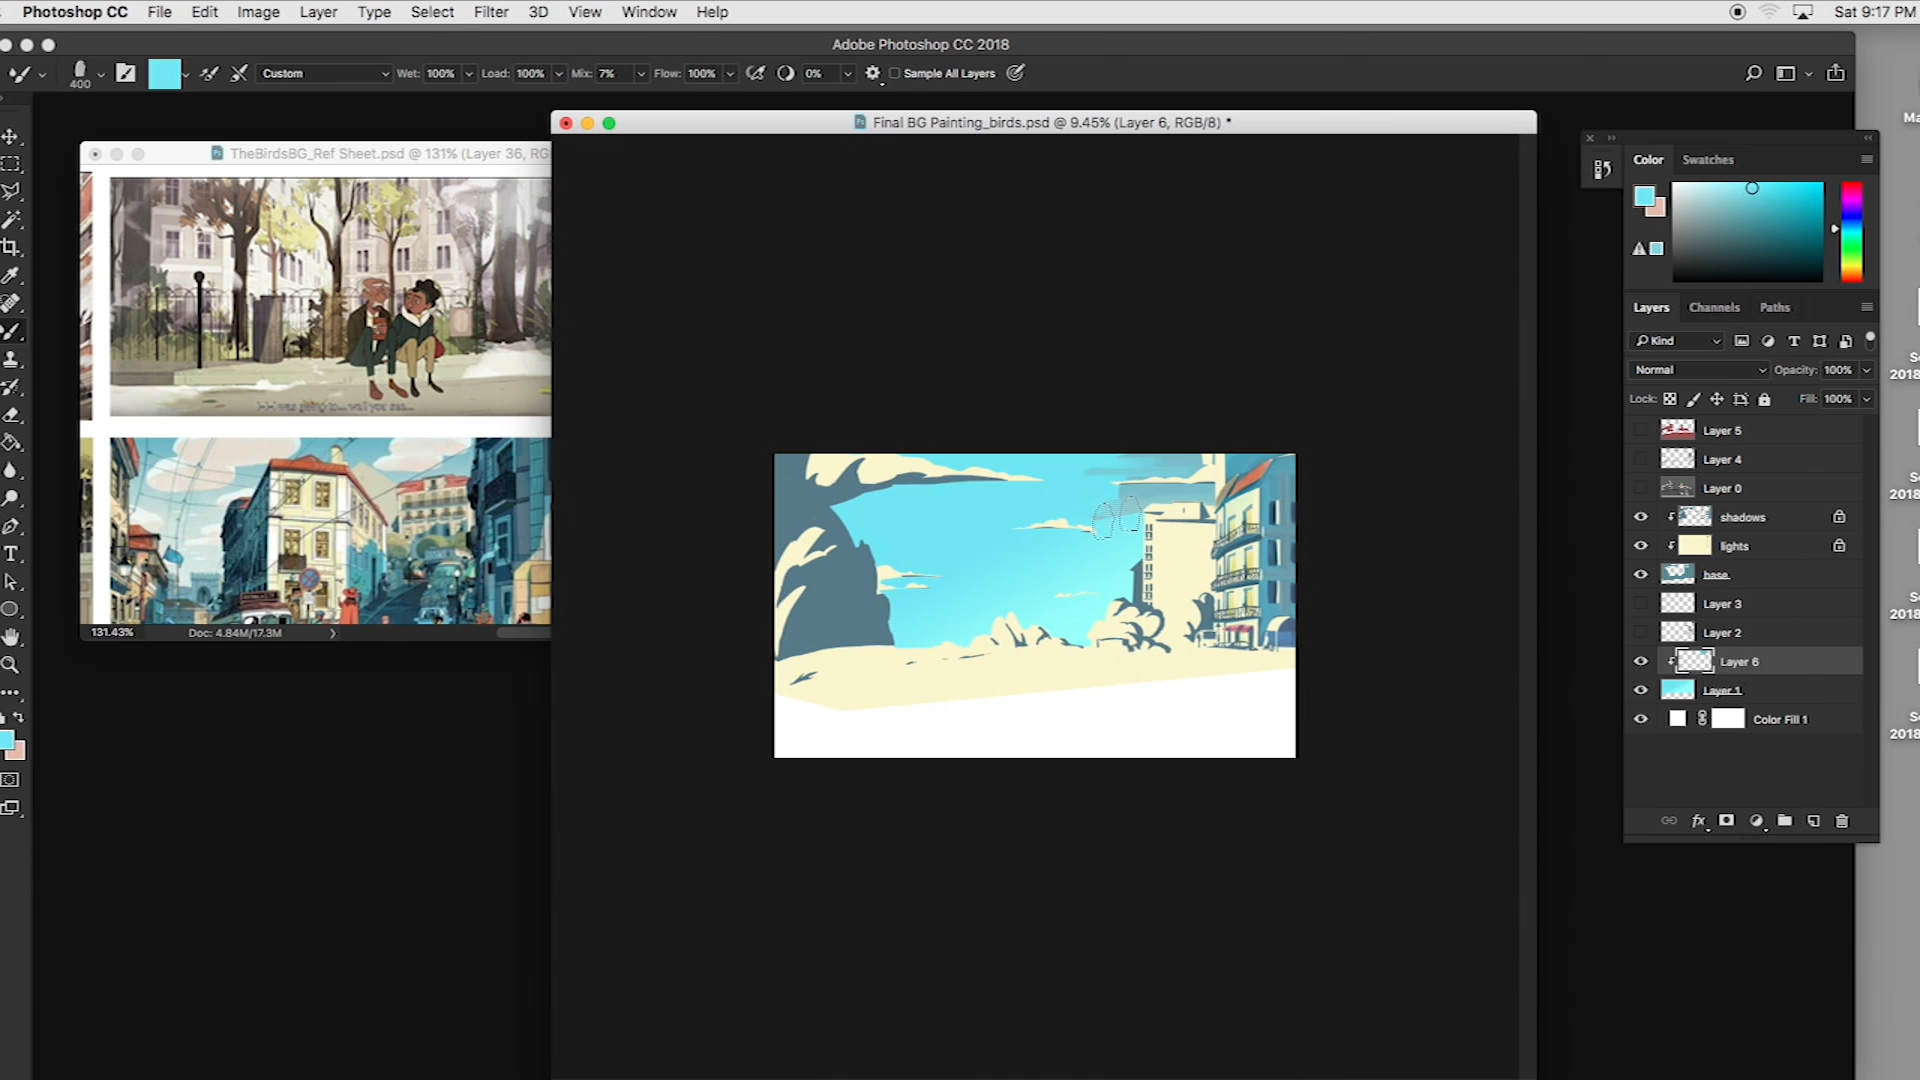 Photoshop CC File Edit Image Layer Type Select Filter 3D View Window Help Sat 9:17 PM
Adobe Photoshop CC 2018
400 Custom Wet: 100% Load: 100% Mix: 7% Flow: 100% 0% Sample All Layers
Final BG Painting_birds.psd @ 9.45% (Layer 6, RGB/8) *
TheBirdsBG_Ref Sheet.psd @ 131% (Layer 36, RG
Color Swatches
Layers Channels Paths
Kind
Normal Opacity: 100%
Lock: Fill: 100%
Layer 5
Layer 4
Layer 0
shadows
lights
base
Layer 3
Layer 2
Layer 6
Layer 1
Color Fill 1
fx
131.43% Doc: 4.84M/17.3M
Ma
S
2018
S
2018
S
2018
S
2018